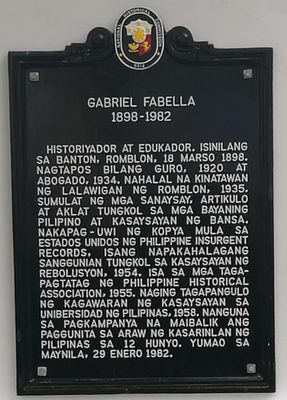 GABRIEL FABELLA
1898-1982
HISTORIYADOR AT EDUKADOR. ISINILANG
SA BANTON, ROMBLON, 18 MARSO 1898.
NAGTAPOS BILANG GURO, 1920 AT
ABOGADO, 1934. NAHALAL NA KINATAWAN
NG LALAWIGAN NG ROMBLON, 1935.
SUMULAT NG MGA SANAYSAY, ARTIKULO
AT AKLAT TUNGKOL SA MGA BAYANING
PILIPINO AT KASAYSAYAN NG BANSA.
NAKAPAG-UWI NG KOPYA MULA SA
ESTADOS UNIDOS NG PHILIPPINE INSURGENT
RECORDS, ISANG NAPAKAHALAGANG
SANGGUNIAN TUNGKOL SA KASAYSAYAN NG
REBOLUSYON, 1954. ISA SA MGA TAGA-
PAGTATAG NG PHILIPPINE HISTORICAL
ASSOCIATION, 1955. NAGING TAGAPANGULO
NG KAGAWARAN NG KASAYSAYAN SA
UNIBERSIDAD NG PILIPINAS, 1958. NANGUNA
SA PAGKAMPANYA NA MAIBALIK ANG
PAGGUNITA SA ARAW NG KASARINLAN NG
PILIPINAS SA 12 HUNYO. YUMAO SA
MAYNILA, 29 ENERO 1982.